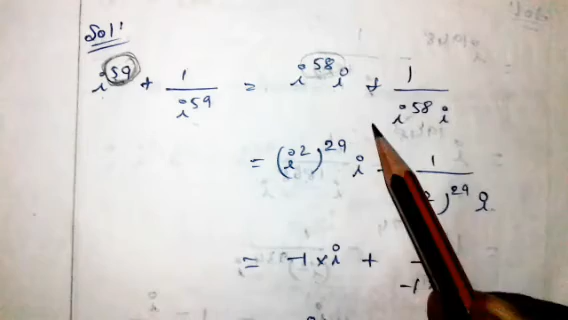 Sol'
i^59 + 1/i^59 = i^58 i + 1/(i^58 i)
= (i^2)^29 i 1/ 2)^29 i
= -1 × i + -1